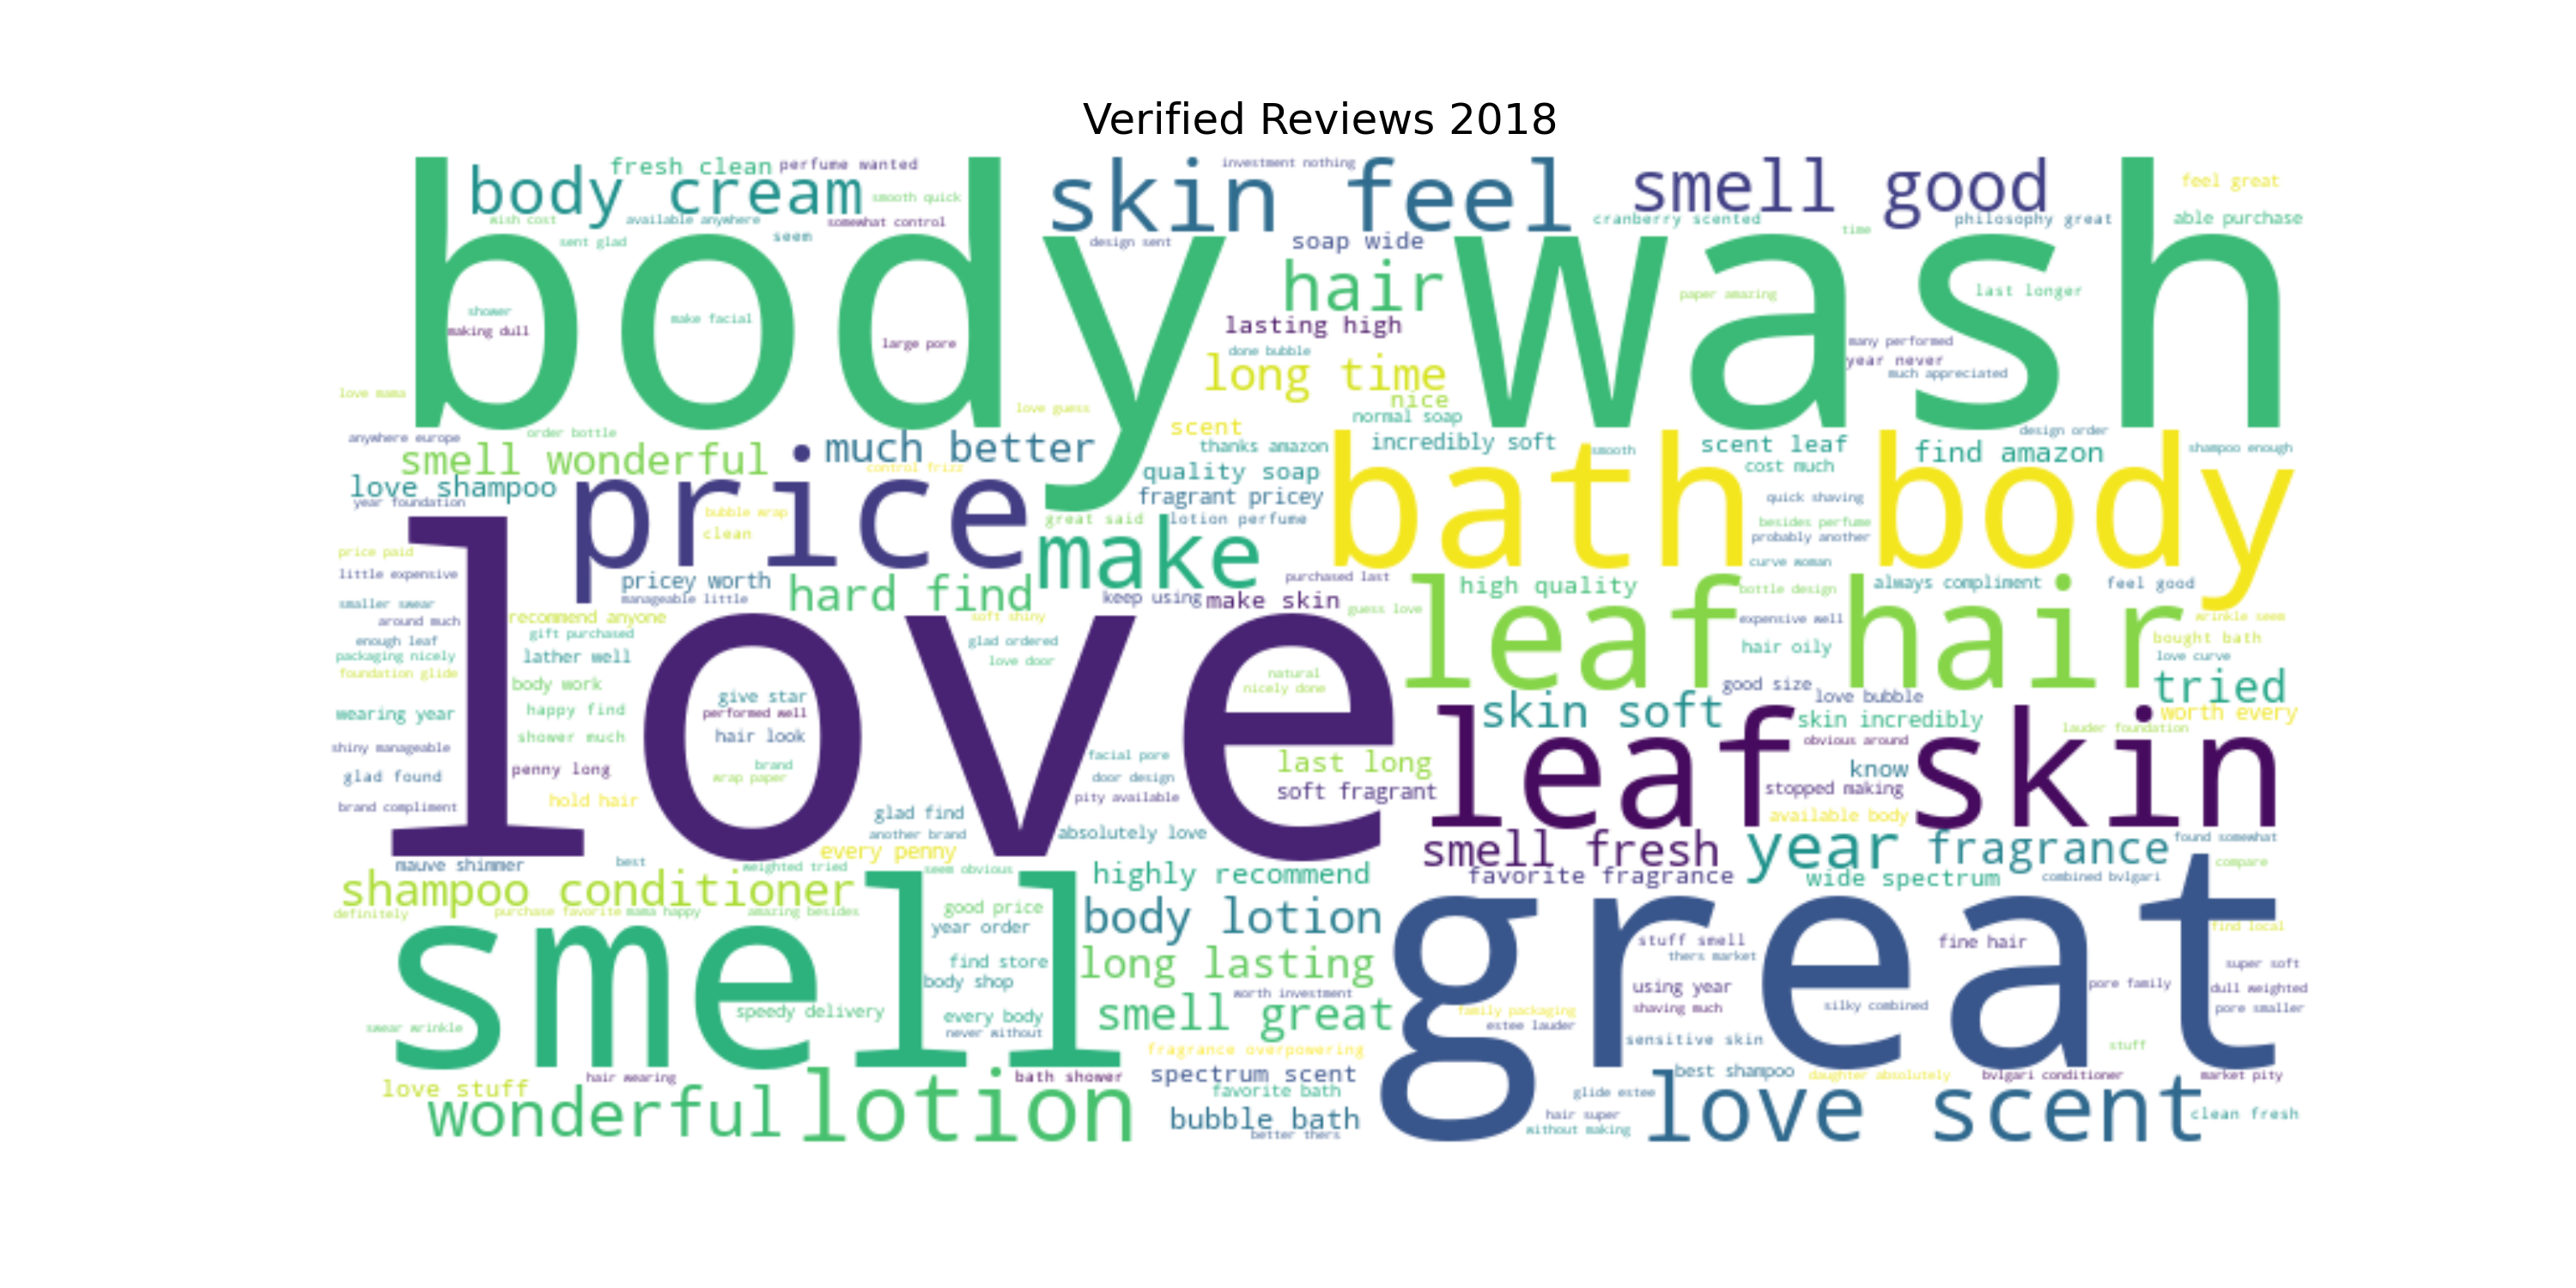 Verified Reviews 2018
fresh clean
perfume wanted
investment nothing
body cream
skin feel
smell good
feel great
smooth quick
wish cost
available anywhere
somewhat control
cranberry scented
philosophy great
able purchase
sent glad
seem
design sent
soap wide
time
body wash
hair
shower
making dull
make facial
large pore
paper amazing
last longer
lasting high
many performed
year never
much appreciated
done bubble
long time
nice
love mama
love guess
normal soap
scent
anywhere europe
order bottle
much better
thanks amazon
incredibly soft
smooth
scent leaf
find amazon
design order
shampoo enough
smell wonderful
control frizz
quality soap
cost much
love shampoo
year foundation
price
fragrant pricey
bath body
quick shaving
bubble wrap
clean
great said
lotion perfume
besides perfume
probably another
price paid
make
curve woman
little expensive
pricey worth
manageable little
hard find
purchased last
keep using
make skin
guess love
high quality
bottle design
always compliment
feel good
leaf hair
smaller swear
around much
recommend anyone
soft shiny
expensive well
wrinkle seem
enough leaf
gift purchased
glad ordered
bought bath
packaging nicely
lather well
love door
hair oily
love curve
foundation glide
love
body work
natural
nicely done
good size
love bubble
tried
give star
performed well
skin soft
skin incredibly
worth every
wearing year
happy find
lauder foundation
shiny manageable
shower much
hair look
obvious around
leaf skin
facial pore
last long
know
glad found
penny long
brand
wrap paper
door design
stopped making
pity available
soft fragrant
brand compliment
hold hair
glad find
available body
another brand
absolutely love
every penny
smell fresh
year
fragrance
found somewhat
mauve shimmer
best
weighted tried
seem obvious
highly recommend
favorite fragrance
wide spectrum
combined bvlgari
compare
shampoo conditioner
definitely
purchase favorite
mama happy
amazing besides
good price
year order
body lotion
great
find local
smell
stuff smell
thers market
fine hair
find store
body shop
long lasting
super soft
worth investment
using year
pore family
dull weighted
speedy delivery
every body
never without
smell great
shaving much
silky combined
pore smaller
family packaging
estee lauder
swear wrinkle
sensitive skin
stuff
fragrance overpowering
love stuff
hair wearing
bath shower
spectrum scent
best shampoo
daughter absolutely
bvlgari conditioner
market pity
wonderful
lotion
favorite bath
glide estee
love scent
bubble bath
hair super
clean fresh
better thers
without making